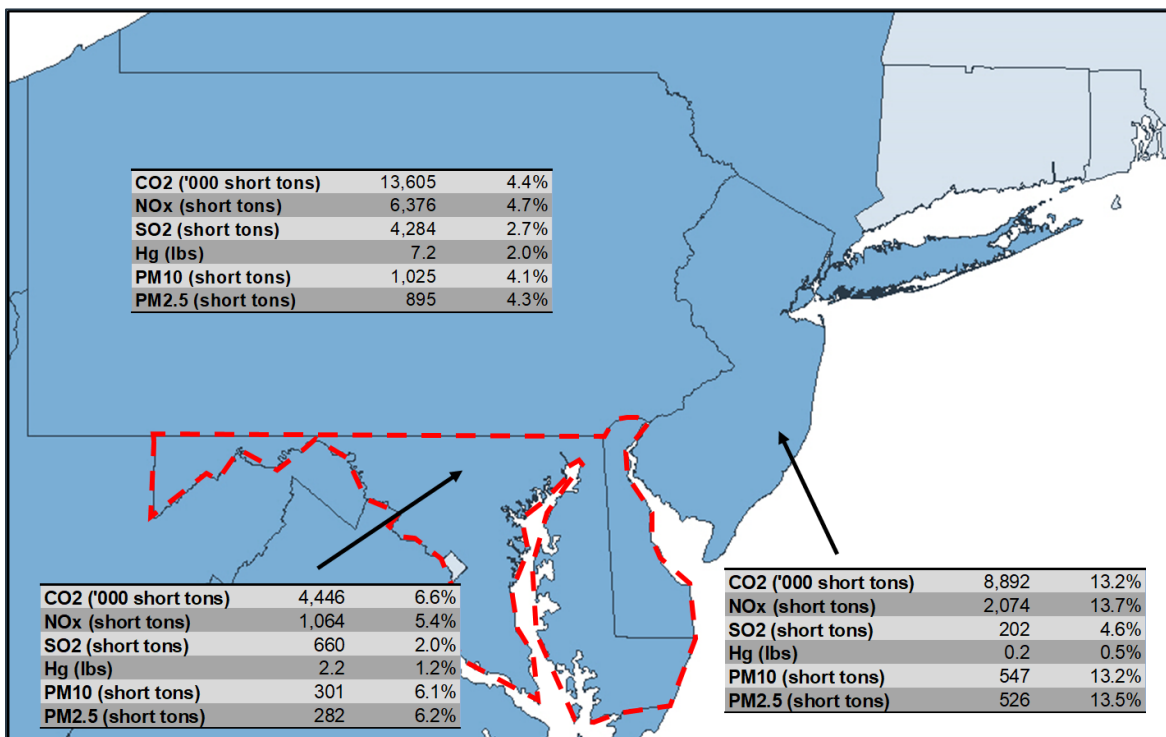 CO2 ('000 short tons) 13,605 4.4%
NOx (short tons) 6,376 4.7%
SO2 (short tons) 4,284 2.7%
Hg (lbs) 7.2 2.0%
PM10 (short tons) 1,025 4.1%
PM2.5 (short tons) 895 4.3%
CO2 ('000 short tons) 4,446 6.6%
NOx (short tons) 1,064 5.4%
SO2 (short tons) 660 2.0%
Hg (lbs) 2.2 1.2%
PM10 (short tons) 301 6.1%
PM2.5 (short tons) 282 6.2%
CO2 ('000 short tons) 8,892 13.2%
NOx (short tons) 2,074 13.7%
SO2 (short tons) 202 4.6%
Hg (lbs) 0.2 0.5%
PM10 (short tons) 547 13.2%
PM2.5 (short tons) 526 13.5%